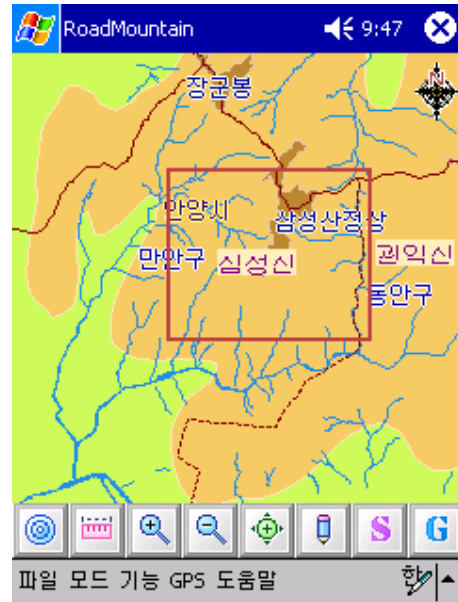 RoadMountain 9:47
N
장군봉
안양시
삼성산정상
만안구
삼성산
관악산
동안구
S G
파일 모드 기능 GPS 도움말
한